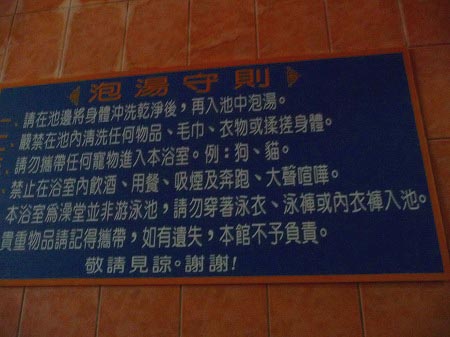 泡湯守則
一、請在池邊將身體沖洗乾淨後，再入池中泡湯。
嚴禁在池內清洗任何物品、毛巾、衣物或揉搓身體。
請勿攜帶任何寵物進入本浴室。例：狗、貓。
、禁止在浴室內飲酒、用餐、吸煙及奔跑、大聲喧嘩。
本浴室為澡堂並非游泳池，請勿穿著泳衣、泳褲或內衣褲入池。
貴重物品請記得攜帶，如有遺失，本館不予負責。
敬請見諒。謝謝！